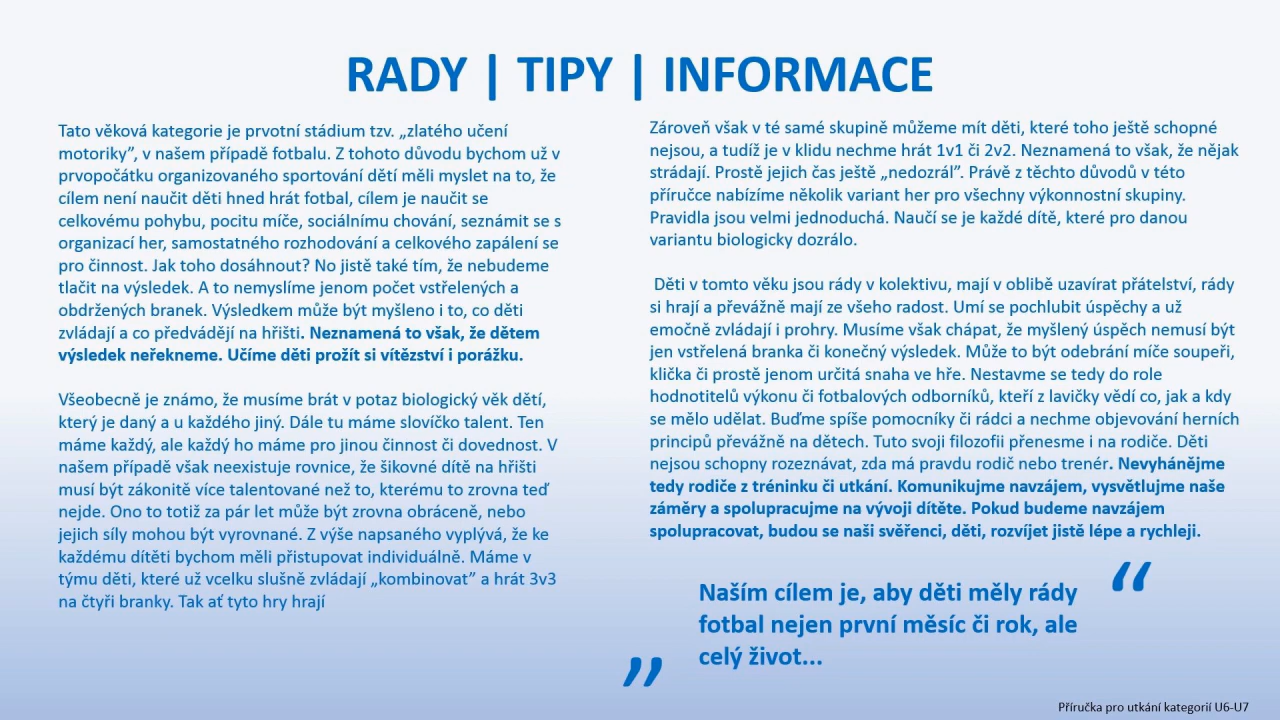 RADY | TIPY | INFORMACE
Tato věková kategorie je prvotní stádium tzv. „zlatého učení
motoriky”, v našem případě fotbalu. Z tohoto důvodu bychom už v
prvopočátku organizovaného sportování dětí měli myslet na to, že
cílem není naučit děti hned hrát fotbal, cílem je naučit se
celkovému pohybu, pocitu míče, sociálnímu chování, seznámit se s
organizací her, samostatného rozhodování a celkového zapálení se
pro činnost. Jak toho dosáhnout? No jistě také tím, že nebudeme
tlačit na výsledek. A to nemyslíme jenom počet vstřelených a
obdržených branek. Výsledkem může být myšleno i to, co děti
zvládají a co předvádějí na hřišti. Neznamená to však, že dětem
výsledek neřekneme. Učíme děti prožít si vítězství i porážku.
Všeobecně je známo, že musíme brát v potaz biologický věk dětí,
který je daný a u každého jiný. Dále tu máme slovíčko talent. Ten
máme každý, ale každý ho máme pro jinou činnost či dovednost. V
našem případě však neexistuje rovnice, že šikovné dítě na hřišti
musí být zákonitě více talentované než to, kterému to zrovna teď
nejde. Ono to totiž za pár let může být zrovna obráceně, nebo
jejich síly mohou být vyrovnané. Z výše napsaného vyplývá, že ke
každému dítěti bychom měli přistupovat individuálně. Máme v
týmu děti, které už vcelku slušně zvládají „kombinovat” a hrát 3v3
na čtyři branky. Tak ať tyto hry hrají
Zároveň však v té samé skupině můžeme mít děti, které toho ještě schopné
nejsou, a tudíž je v klidu nechme hrát 1v1 či 2v2. Neznamená to však, že nějak
strádají. Prostě jejich čas ještě „nedozrál”. Právě z těchto důvodů v této
příručce nabízíme několik variant her pro všechny výkonnostní skupiny.
Pravidla jsou velmi jednoduchá. Naučí se je každé dítě, které pro danou
variantu biologicky dozrálo.
Děti v tomto věku jsou rády v kolektivu, mají v oblibě uzavírat přátelství, rády
si hrají a převážně mají ze všeho radost. Umí se pochlubit úspěchy a už
emočně zvládají i prohry. Musíme však chápat, že myšlený úspěch nemusí být
jen vstřelená branka či konečný výsledek. Může to být odebrání míče soupeři,
klička či prostě jenom určitá snaha ve hře. Nestavme se tedy do role
hodnotitelů výkonu či fotbalových odborníků, kteří z lavičky vědí co, jak a kdy
se mělo udělat. Buďme spíše pomocníky či rádci a nechme objevování herních
principů převážně na dětech. Tuto svoji filozofii přenesme i na rodiče. Děti
nejsou schopny rozeznávat, zda má pravdu rodič nebo trenér. Nevyhánějme
tedy rodiče z tréninku či utkání. Komunikujme navzájem, vysvětlujme naše
záměry a spolupracujme na vývoji dítěte. Pokud budeme navzájem
spolupracovat, budou se naši svěřenci, děti, rozvíjet jistě lépe a rychleji.
„Naším cílem je, aby děti měly rády
fotbal nejen první měsíc či rok, ale
celý život...“
Příručka pro utkání kategorií U6-U7